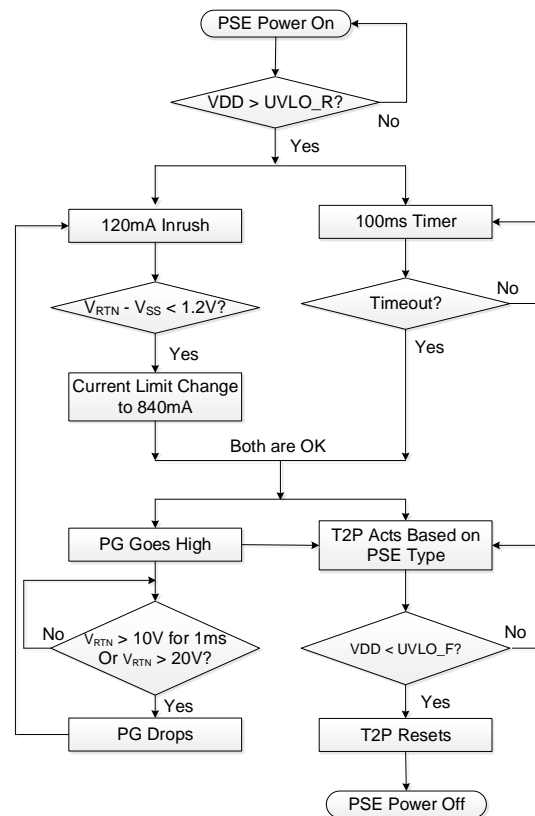 PSE Power On
VDD > UVLO_R?
No
Yes
120mA Inrush
100ms Timer
VRTN - VSS < 1.2V?
Timeout?
No
Yes
Yes
Current Limit Change
to 840mA
Both are OK
PG Goes High
T2P Acts Based on
PSE Type
No
VRTN > 10V for 1ms
Or VRTN > 20V?
VDD < UVLO_F?
No
Yes
Yes
PG Drops
T2P Resets
PSE Power Off